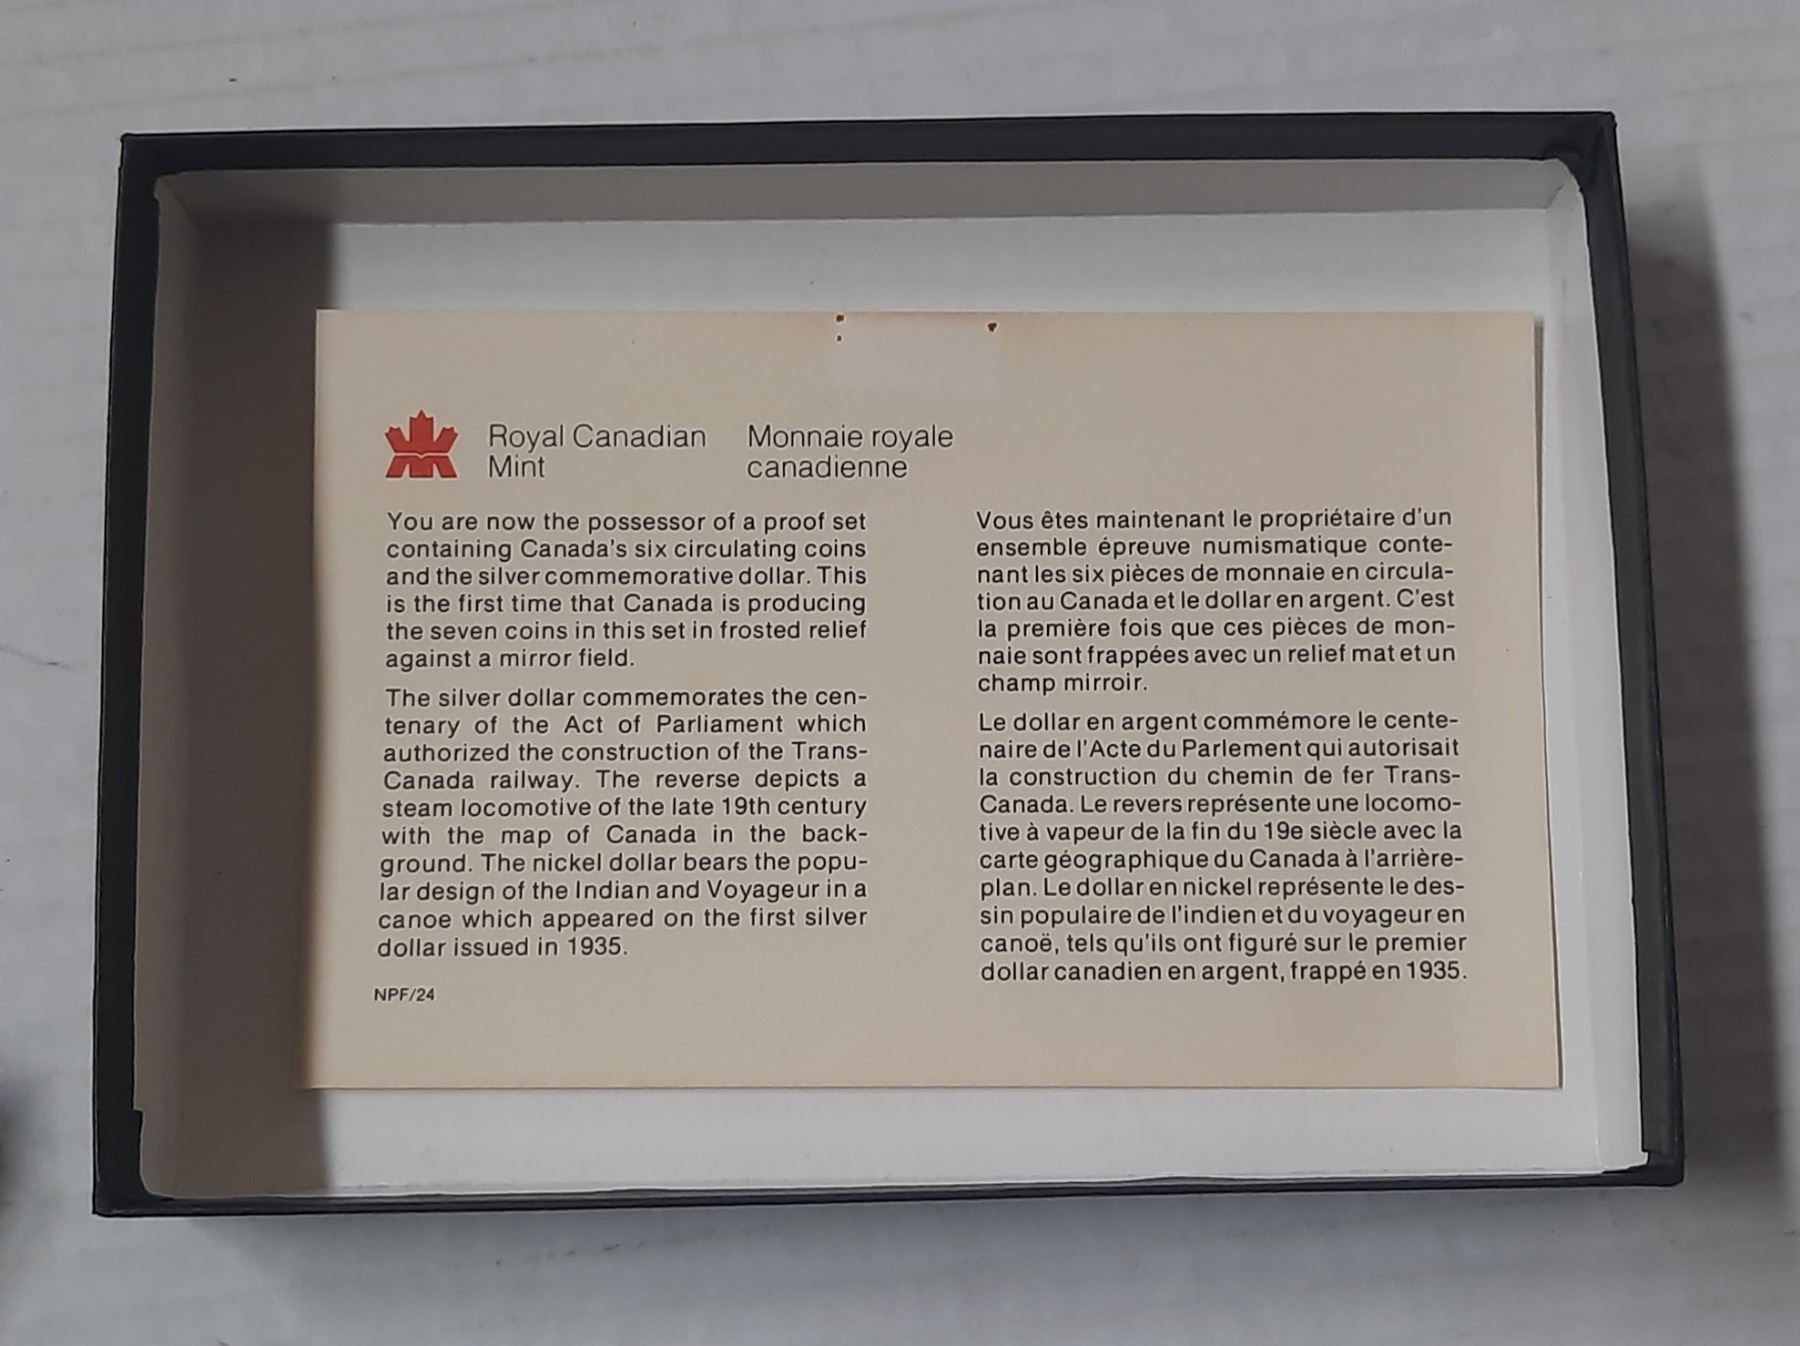 Royal Canadian
Mint
Monnaie royale
canadienne
You are now the possessor of a proof set
containing Canada's six circulating coins
and the silver commemorative dollar. This
is the first time that Canada is producing
the seven coins in this set in frosted relief
against a mirror field.
The silver dollar commemorates the cen-
tenary of the Act of Parliament which
authorized the construction of the Trans-
Canada railway. The reverse depicts a
steam locomotive of the late 19th century
with the map of Canada in the back-
ground. The nickel dollar bears the popu-
lar design of the Indian and Voyageur in a
canoe which appeared on the first silver
dollar issued in 1935.
NPF/24
Vous êtes maintenant le propriétaire d'un
ensemble épreuve numismatique conte-
nant les six pièces de monnaie en circula-
tion au Canada et le dollar en argent. C'est
la première fois que ces pièces de mon-
naie sont frappées avec un relief mat et un
champ mirroir.
Le dollar en argent commémore le cente-
naire de l'Acte du Parlement qui autorisait
la construction du chemin de fer Trans-
Canada. Le revers représente une locomo-
tive à vapeur de la fin du 19e siècle avec la
carte géographique du Canada à l'arrière-
plan. Le dollar en nickel représente le des-
sin populaire de l'indien et du voyageur en
canoë, tels qu'ils ont figuré sur le premier
dollar canadien en argent, frappé en 1935.